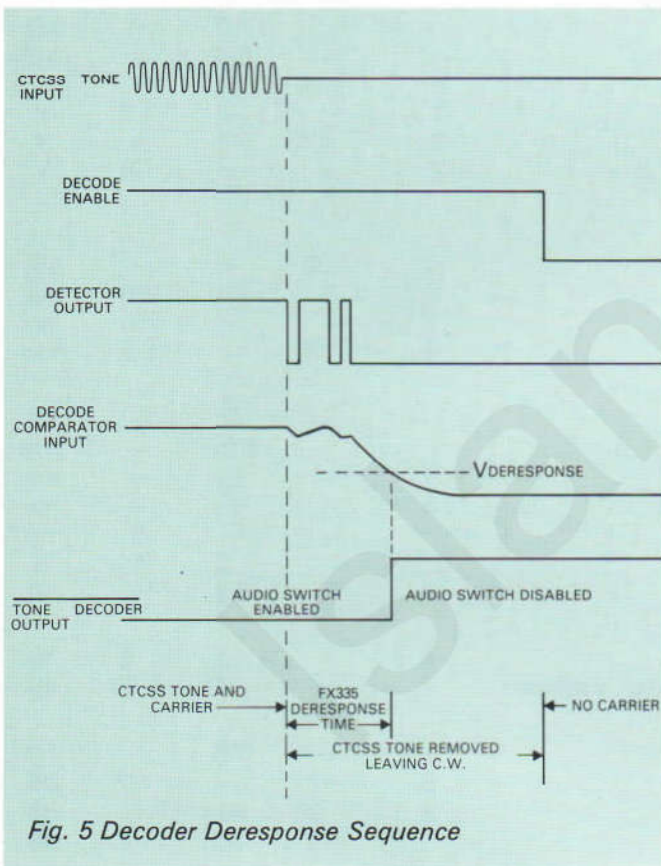 CTCSS TONE
INPUT
DECODE
ENABLE
DETECTOR
OUTPUT
DECODE
COMPARATOR
INPUT
VDERESPONSE
TONE DECODER
OUTPUT
AUDIO SWITCH
ENABLED
AUDIO SWITCH DISABLED
CTCSS TONE AND
CARRIER
FX335
DERESPONSE
TIME
NO CARRIER
CTCSS TONE REMOVED
LEAVING C.W.
Fig. 5 Decoder Deresponse Sequence
Islan